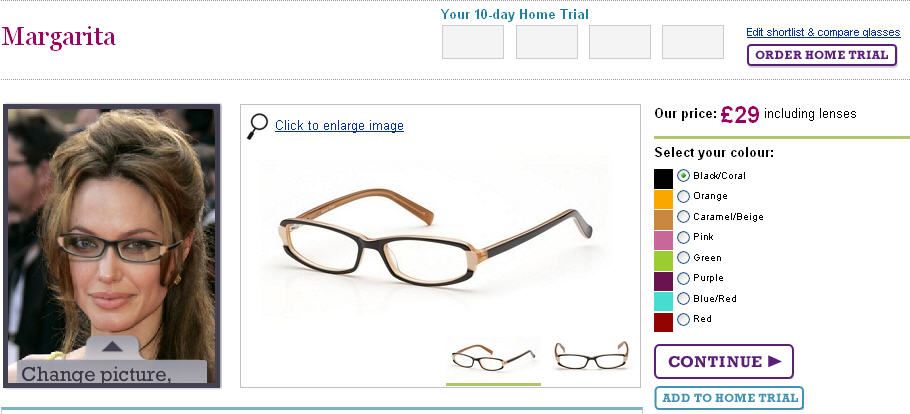 Your 10-day Home Trial
Margarita
Edit shortlist & compare glasses
ORDER HOME TRIAL
Click to enlarge image
Our price: £29 including lenses
Select your colour:
Black/Coral
Orange
Caramel/Beige
Pink
Green
Purple
Blue/Red
Red
Change picture,
CONTINUE
ADD TO HOME TRIAL